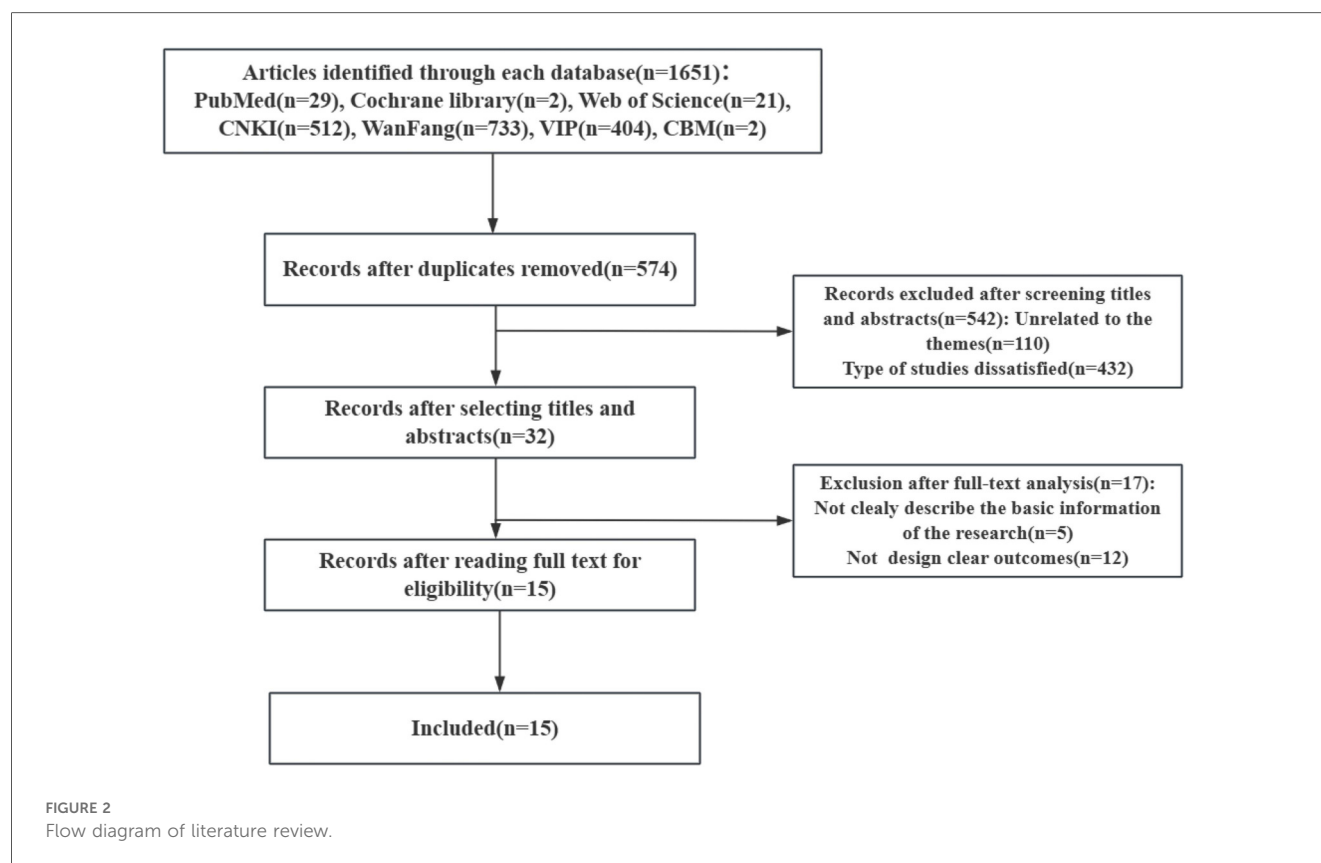 Articles identified through each database(n=1651):
PubMed(n=29), Cochrane library(n=2), Web of Science(n=21),
CNKI(n=512), WanFang(n=733), VIP(n=404), CBM(n=2)
Records after duplicates removed(n=574)
Records excluded after screening titles
and abstracts(n=542): Unrelated to the
themes(n=110)
Type of studies dissatisfied(n=432)
Records after selecting titles and
abstracts(n=32)
Exclusion after full-text analysis(n=17):
Not clealy describe the basic information
of the research(n=5)
Not design clear outcomes(n=12)
Records after reading full text for
eligibility(n=15)
Included(n=15)
FIGURE 2
Flow diagram of literature review.